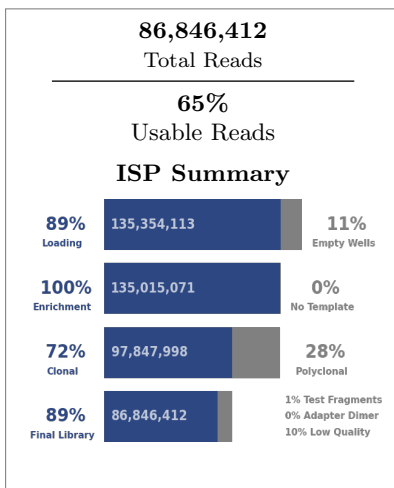 86,846,412
Total Reads
65%
Usable Reads
ISP Summary
89%
Loading
135,354,113
11%
Empty Wells
100%
Enrichment
135,015,071
0%
No Template
72%
Clonal
97,847,998
28%
Polyclonal
89%
Final Library
86,846,412
1% Test Fragments
0% Adapter Dimer
10% Low Quality